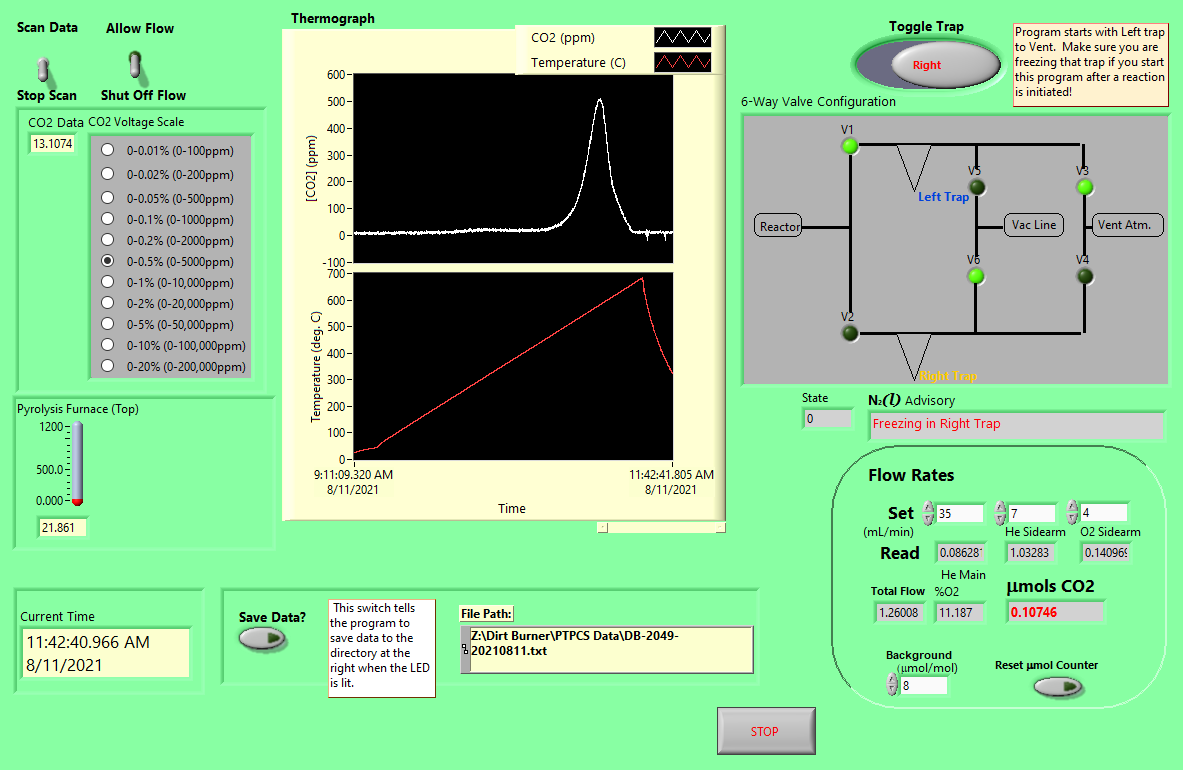 Scan Data
Allow Flow
Stop Scan
Shut Off Flow
CO2 Data
13.1074
CO2 Voltage Scale
0-0.01% (0-100ppm)
0-0.02% (0-200ppm)
0-0.05% (0-500ppm)
0-0.1% (0-1000ppm)
0-0.2% (0-2000ppm)
0-0.5% (0-5000ppm)
0-1% (0-10,000ppm)
0-2% (0-20,000ppm)
0-5% (0-50,000ppm)
0-10% (0-100,000ppm)
0-20% (0-200,000ppm)
Pyrolysis Furnace (Top)
1200
500.0
0.000
21.861
Thermograph
CO2 (ppm)
Temperature (C)
[CO2] (ppm)
600
500
400
300
200
100
0
-100
Temperature (deg. C)
700
600
500
400
300
200
100
0
9:11:09.320 AM
8/11/2021
11:42:41.805 AM
8/11/2021
Time
Toggle Trap
Right
Program starts with Left trap
to Vent. Make sure you are
freezing that trap if you start
this program after a reaction
is initiated!
6-Way Valve Configuration
V1
V5
V3
Left Trap
Reactor
Vac Line
Vent Atm.
V6
V4
V2
Right Trap
State
0
N₂(l) Advisory
Freezing in Right Trap
Flow Rates
Set
(mL/min)
35
7
4
He Sidearm
O2 Sidearm
Read
0.08628
1.03283
0.140969
He Main
Total Flow
%O2
µmols CO2
1.26008
11.187
0.10746
Background
(µmol/mol)
8
Reset µmol Counter
Current Time
11:42:40.966 AM
8/11/2021
Save Data?
This switch tells
the program to
save data to the
directory at the
right when the LED
is lit.
File Path:
Z:\Dirt Burner\PTPCS Data\DB-2049-
20210811.txt
STOP